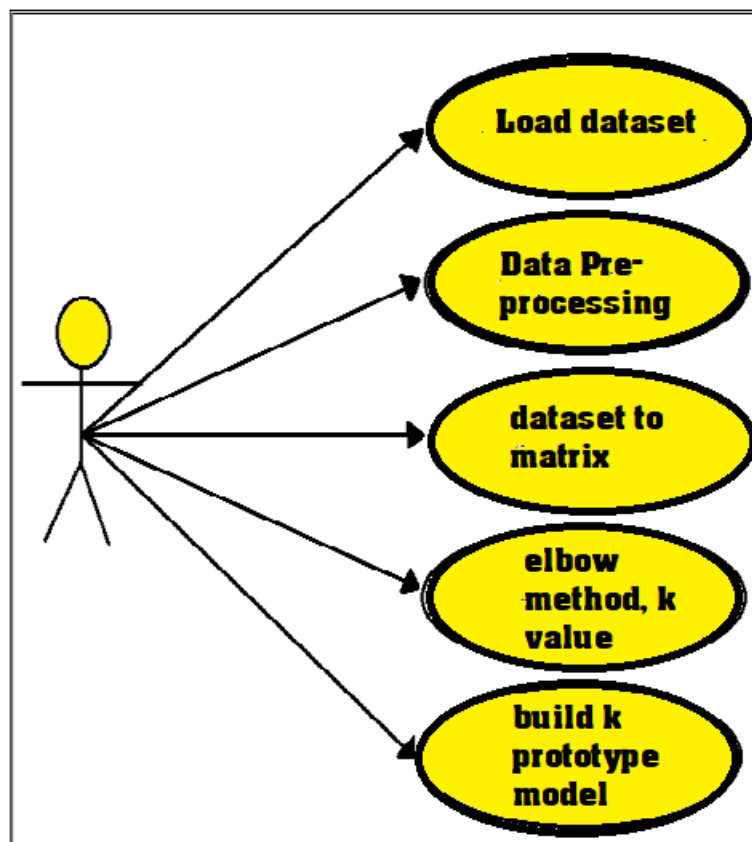 Load dataset
Data Pre-
processing
dataset to
matrix
elbow
method, k
value
build k
prototype
model